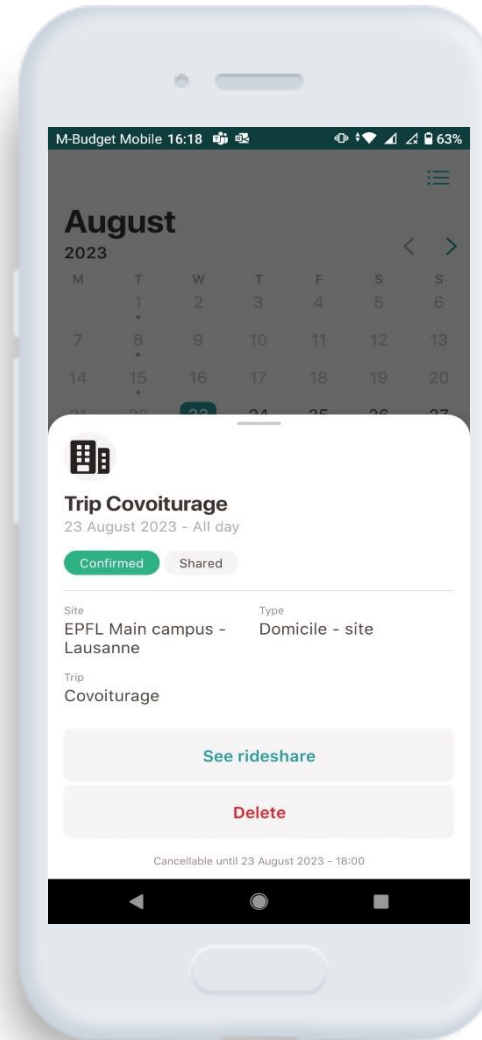 M-Budget Mobile 16:18 63%
August
2023
M T W T F S S
1 2 3 4 5 6
7 8 9 10 11 12 13
14 15 16 17 18 19 20
21 22 23 24 25 26 27
Trip Covoiturage
23 August 2023 - All day
Confirmed Shared
Site Type
EPFL Main campus - Domicile - site
Lausanne
Trip
Covoiturage
See rideshare
Delete
Cancellable until 23 August 2023 - 18:00